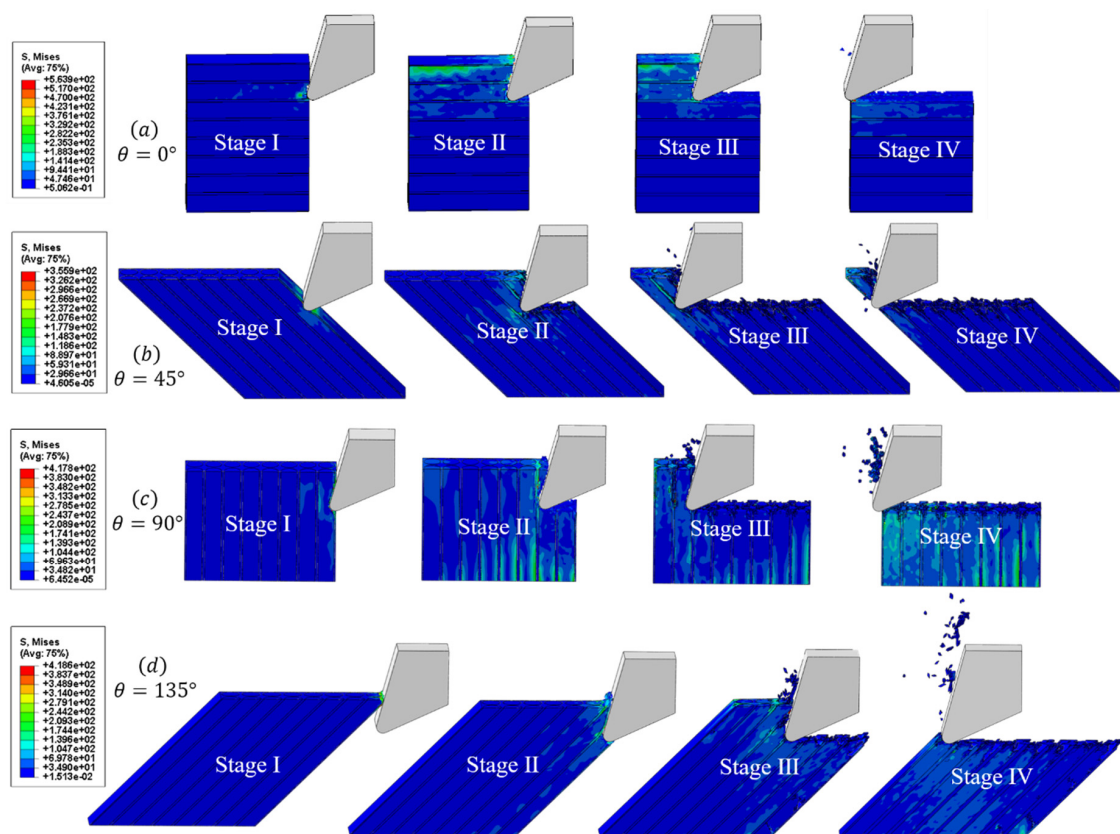 S, Mises
(Avg: 75%)
+5.639e+02
+5.170e+02
+4.700e+02
+4.231e+02
+3.761e+02
+3.292e+02
+2.822e+02
+2.353e+02
+1.883e+02
+1.414e+02
+9.441e+01
+4.746e+01
+5.062e-01
(a)
θ = 0°
Stage I
Stage II
Stage III
Stage IV
S, Mises
(Avg: 75%)
+3.559e+02
+3.262e+02
+2.966e+02
+2.669e+02
+2.372e+02
+2.076e+02
+1.779e+02
+1.483e+02
+1.186e+02
+8.897e+01
+5.931e+01
+2.966e+01
+4.605e-05
(b)
θ = 45°
Stage I
Stage II
Stage III
Stage IV
S, Mises
(Avg: 75%)
+4.178e+02
+3.830e+02
+3.482e+02
+3.133e+02
+2.785e+02
+2.437e+02
+2.089e+02
+1.741e+02
+1.393e+02
+1.044e+02
+6.963e+01
+3.482e+01
+6.452e-05
(c)
θ = 90°
Stage I
Stage II
Stage III
Stage IV
S, Mises
(Avg: 75%)
+4.186e+02
+3.837e+02
+3.489e+02
+3.140e+02
+2.791e+02
+2.442e+02
+2.093e+02
+1.744e+02
+1.396e+02
+1.047e+02
+6.978e+01
+3.490e+01
+1.513e-02
(d)
θ = 135°
Stage I
Stage II
Stage III
Stage IV